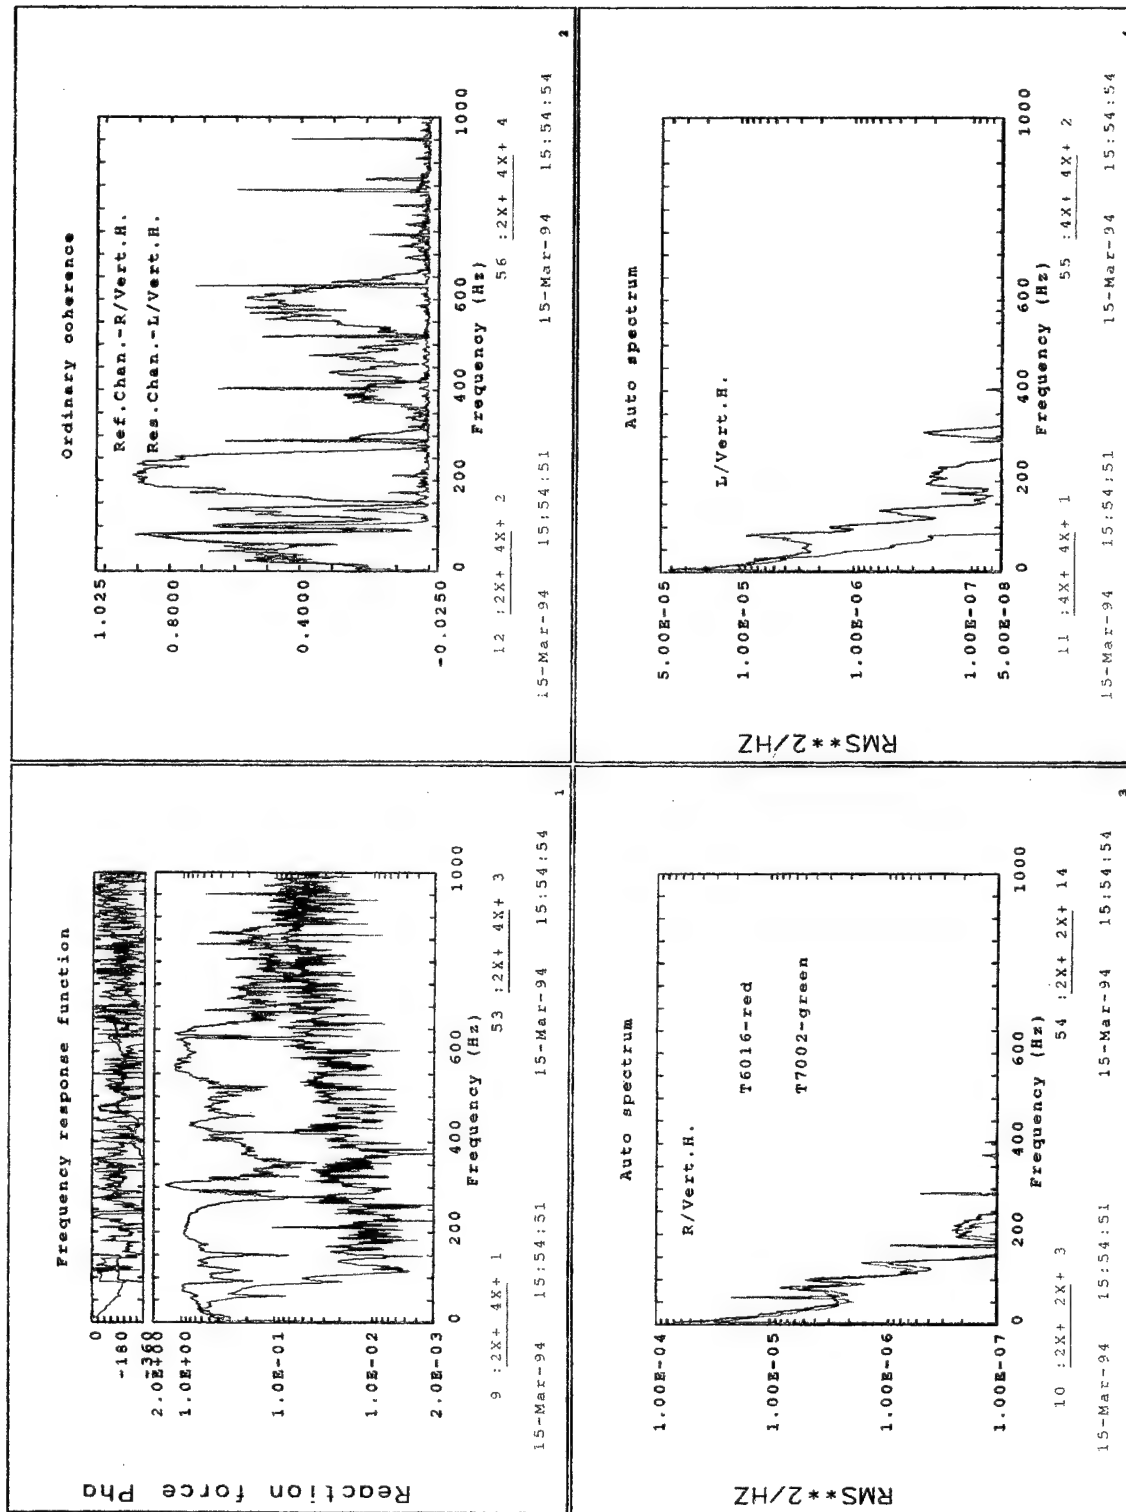 Frequency response function
Reaction force Pha
0
-180
-360
2.0E+00
1.0E+00
1.0E-01
1.0E-02
2.0E-03
0 200 400 600 1000
Frequency (Hz)
9 :2X+ 4X+ 1 53 :2X+ 4X+ 3
15-Mar-94 15:54:51 15-Mar-94 15:54:54
1
Ordinary coherence
Ref.Chan.-R/Vert.H.
Res.Chan.-L/Vert.H.
1.025
0.8000
0.4000
-0.0250
0 200 400 600 1000
Frequency (Hz)
12 :2X+ 4X+ 2 56 :2X+ 4X+ 4
15-Mar-94 15:54:51 15-Mar-94 15:54:54
2
Auto spectrum
R/Vert.H.
T6016-red
T7002-green
RMS**2/HZ
1.00E-04
1.00E-05
1.00E-06
1.00E-07
0 200 400 600 1000
Frequency (Hz)
10 :2X+ 2X+ 3 54 :2X+ 2X+ 14
15-Mar-94 15:54:51 15-Mar-94 15:54:54
3
Auto spectrum
L/Vert.H.
RMS**2/HZ
5.00E-05
1.00E-05
1.00E-06
1.00E-07
5.00E-08
0 200 400 600 1000
Frequency (Hz)
11 :4X+ 4X+ 1 55 :4X+ 4X+ 2
15-Mar-94 15:54:51 15-Mar-94 15:54:54
4